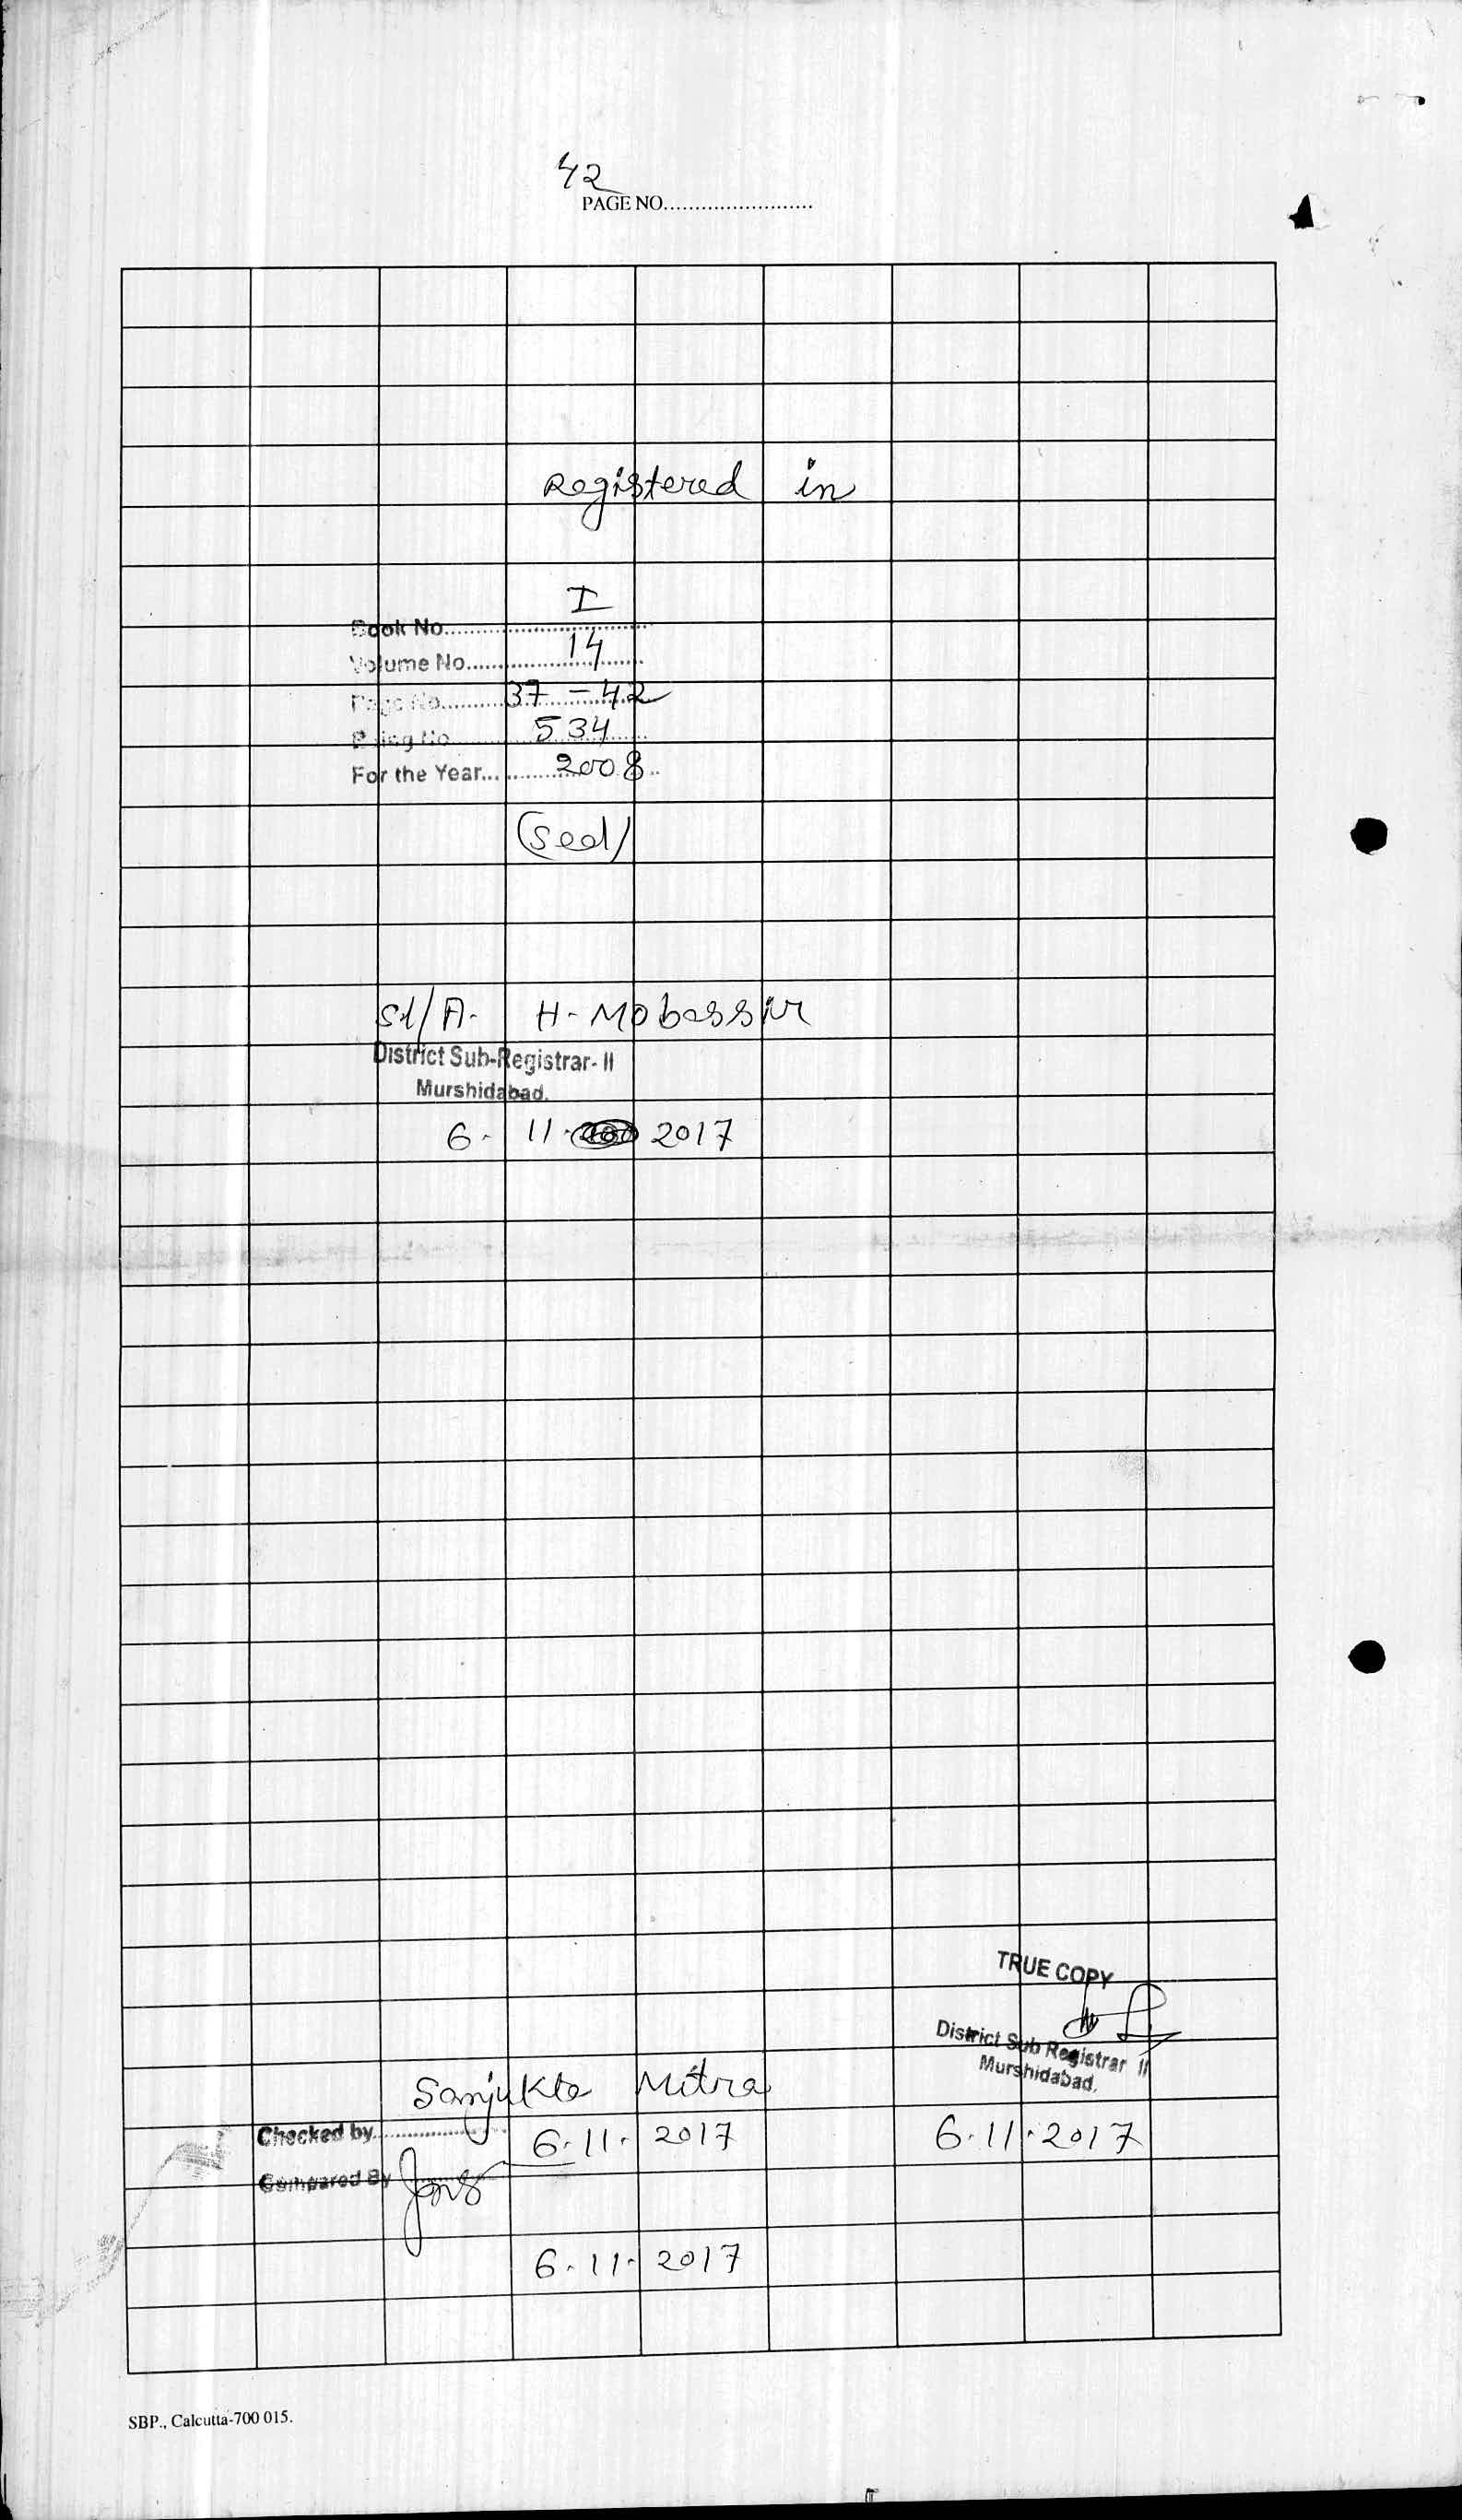 42
PAGE NO.........................
Registered in
Book No........ I
Volume No........ 14
Page No........ 37 - 42
Being No........ 534
For the Year........ 2008
(Seal)
Sd/ A. H. Mobassir
District Sub-Registrar- II
Murshidabad.
6. 11. 2017
TRUE COPY
District Sub Registrar II
Murshidabad.
6.11.2017
Sanjukta Mitra
Checked by........ 6.11. 2017
Compared By
6.11. 2017
SBP., Calcutta-700 015.